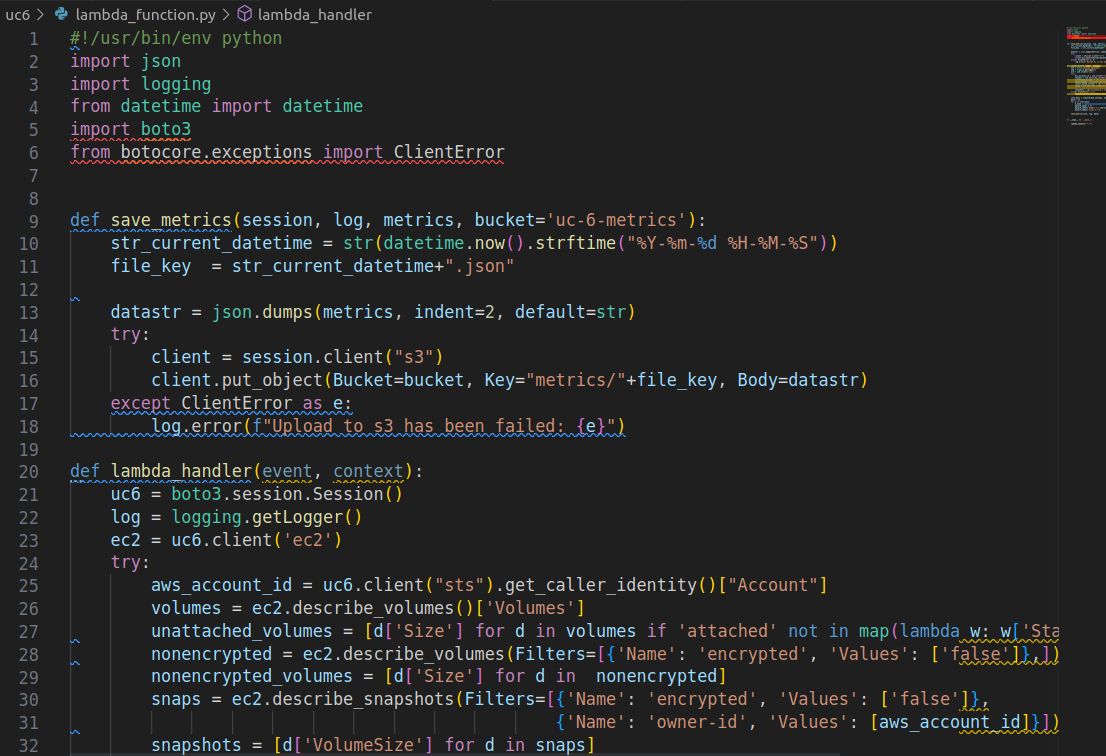 uc6 > lambda_function.py > lambda_handler
1 #!/usr/bin/env python
2 import json
3 import logging
4 from datetime import datetime
5 import boto3
6 from botocore.exceptions import ClientError
7
8
9 def save_metrics(session, log, metrics, bucket='uc-6-metrics'):
10     str_current_datetime = str(datetime.now().strftime("%Y-%m-%d %H-%M-%S"))
11     file_key  = str_current_datetime+".json"
12
13     datastr = json.dumps(metrics, indent=2, default=str)
14     try:
15         client = session.client("s3")
16         client.put_object(Bucket=bucket, Key="metrics/"+file_key, Body=datastr)
17     except ClientError as e:
18         log.error(f"Upload to s3 has been failed: {e}")
19
20 def lambda_handler(event, context):
21     uc6 = boto3.session.Session()
22     log = logging.getLogger()
23     ec2 = uc6.client('ec2')
24     try:
25         aws_account_id = uc6.client("sts").get_caller_identity()["Account"]
26         volumes = ec2.describe_volumes()['Volumes']
27         unattached_volumes = [d['Size'] for d in volumes if 'attached' not in map(lambda w: w['Sta
28         nonencrypted = ec2.describe_volumes(Filters=[{'Name': 'encrypted', 'Values': ['false']},])
29         nonencrypted_volumes = [d['Size'] for d in  nonencrypted]
30         snaps = ec2.describe_snapshots(Filters=[{'Name': 'encrypted', 'Values': ['false']},
31                                                 {'Name': 'owner-id', 'Values': [aws_account_id]}])
32         snapshots = [d['VolumeSize'] for d in snaps]